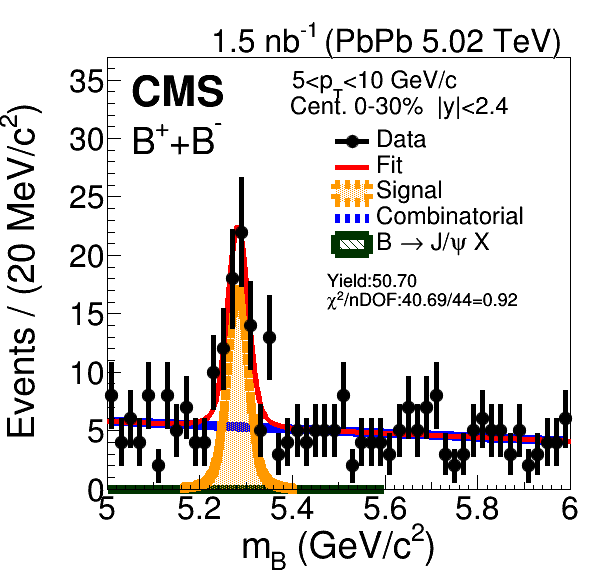 1.5 nb⁻¹ (PbPb 5.02 TeV)
CMS
B⁺+B⁻
5<p_T<10 GeV/c
Cent. 0-30% |y|<2.4
Data
Fit
Signal
Combinatorial
B → J/ψ X
Yield:50.70
χ²/nDOF:40.69/44=0.92
Events / (20 MeV/c²)
35
30
25
20
15
10
5
0
5 5.2 5.4 5.6 5.8 6
m_B (GeV/c²)